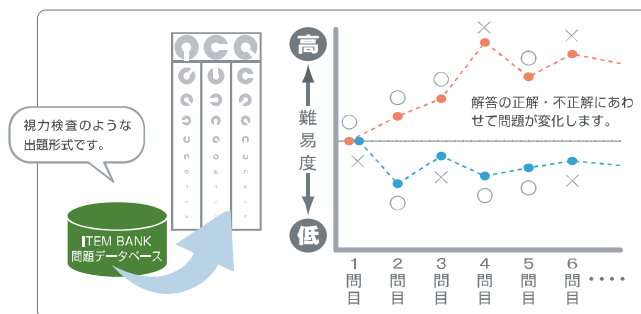 視力検査のような
出題形式です。
ITEM BANK
問題データベース
高
難易度
低
解答の正解・不正解にあわ
せて問題が変化します。
1問目
2問目
3問目
4問目
5問目
6問目
････